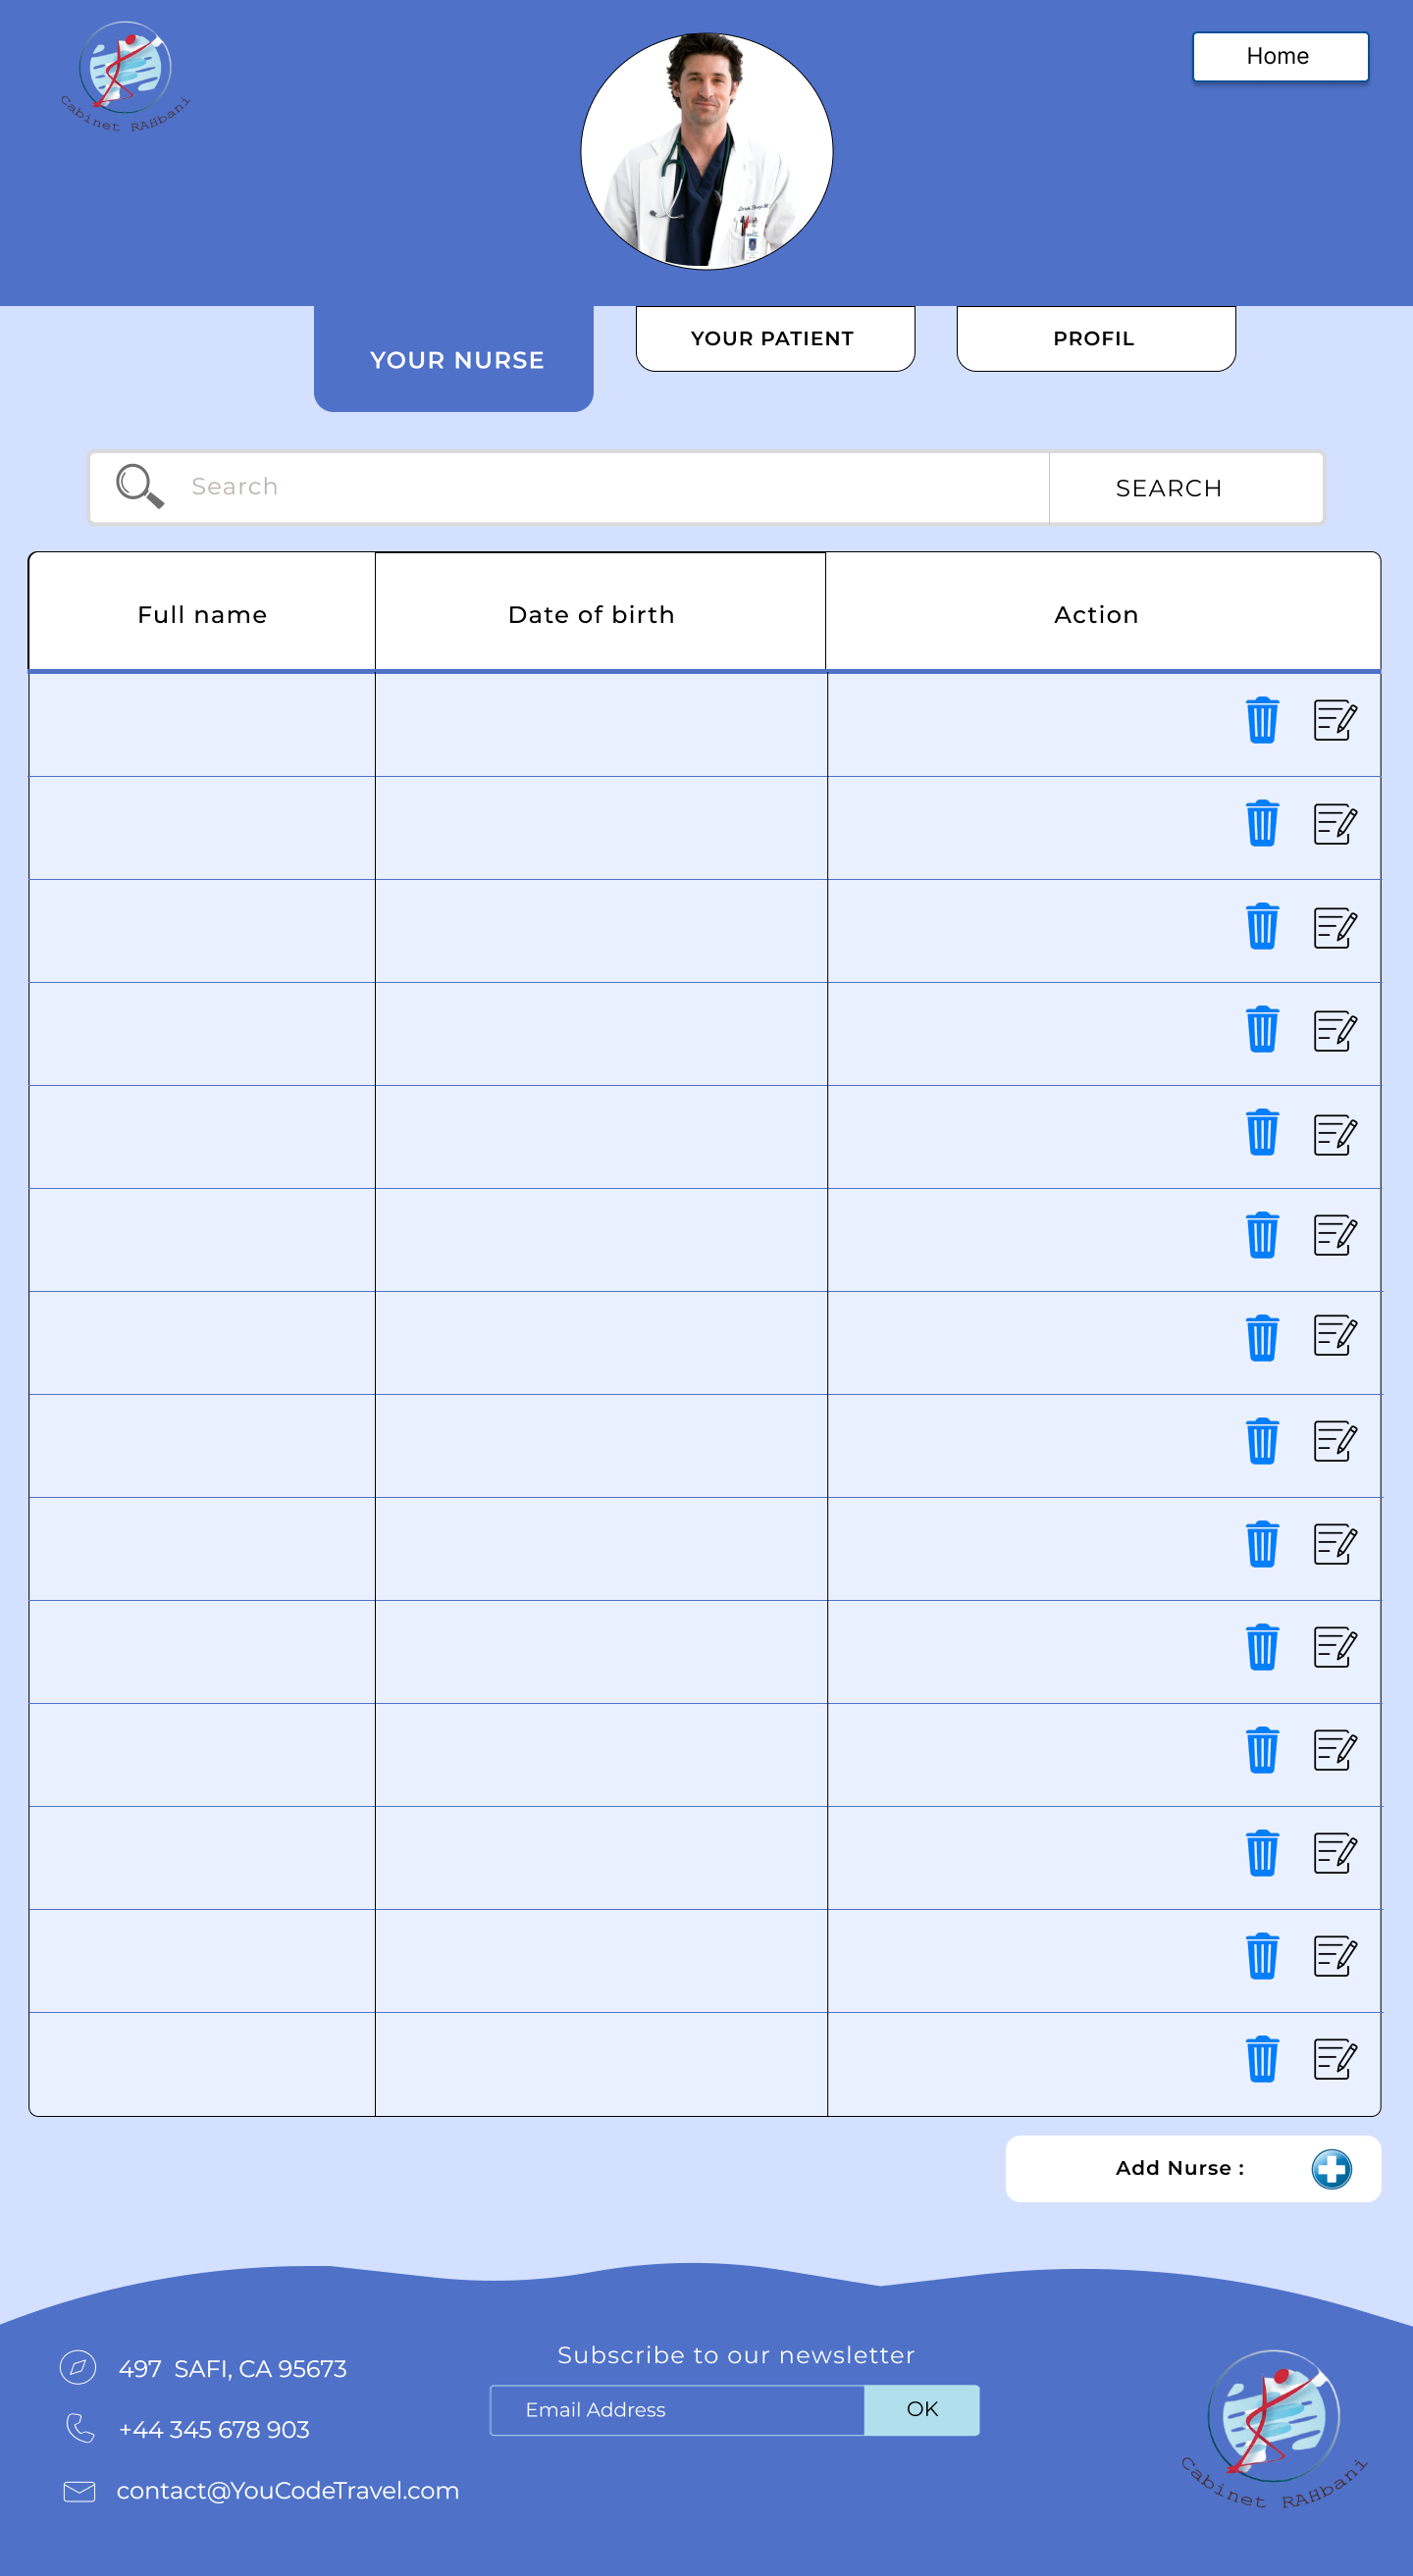 Cabinet RAHbani
Home
YOUR NURSE
YOUR PATIENT
PROFIL
Search
SEARCH
Full name
Date of birth
Action
Add Nurse :
497 SAFI, CA 95673
+44 345 678 903
contact@YouCodeTravel.com
Subscribe to our newsletter
Email Address
OK
Cabinet RAHbani